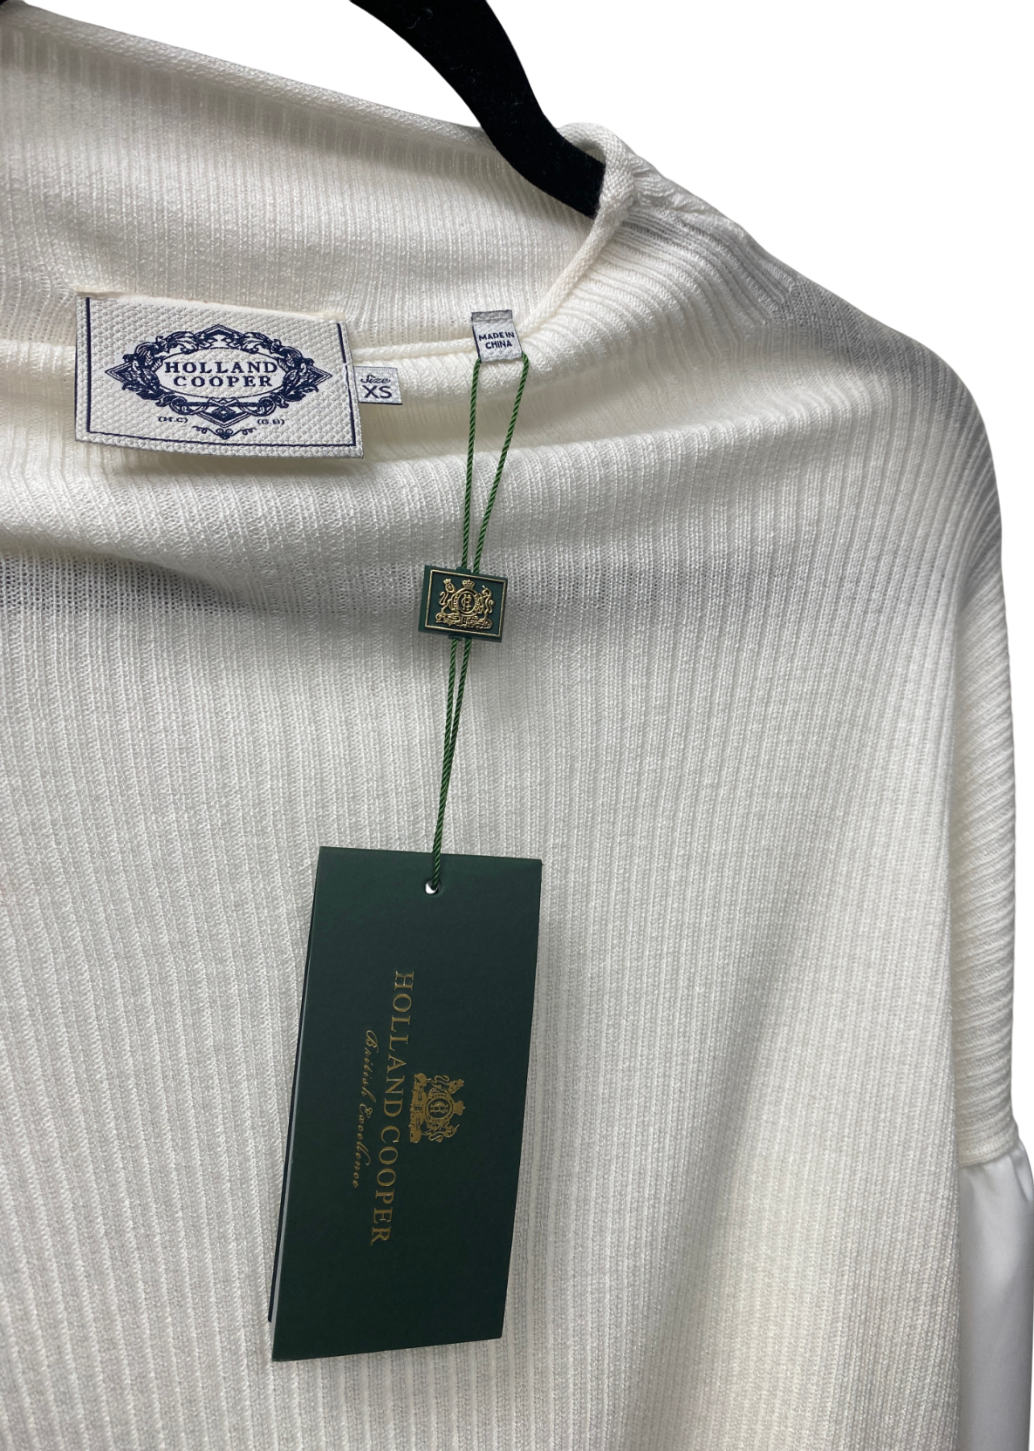 HOLLAND
COOPER
(H.C) (G.B)
Size
XS
MADE IN
CHINA
HOLLAND COOPER
British Excellence